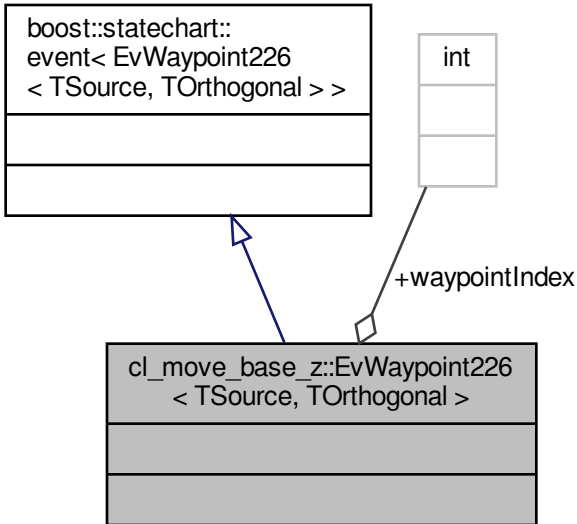 boost::statechart::
event< EvWaypoint226
< TSource, TOrthogonal > >
int
+waypointIndex
cl_move_base_z::EvWaypoint226
< TSource, TOrthogonal >